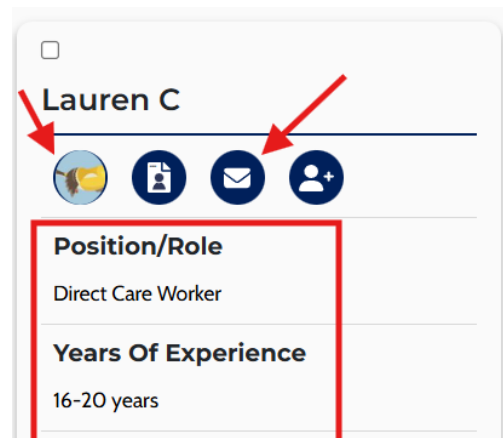 Lauren C
Position/Role
Direct Care Worker
Years Of Experience
16-20 years